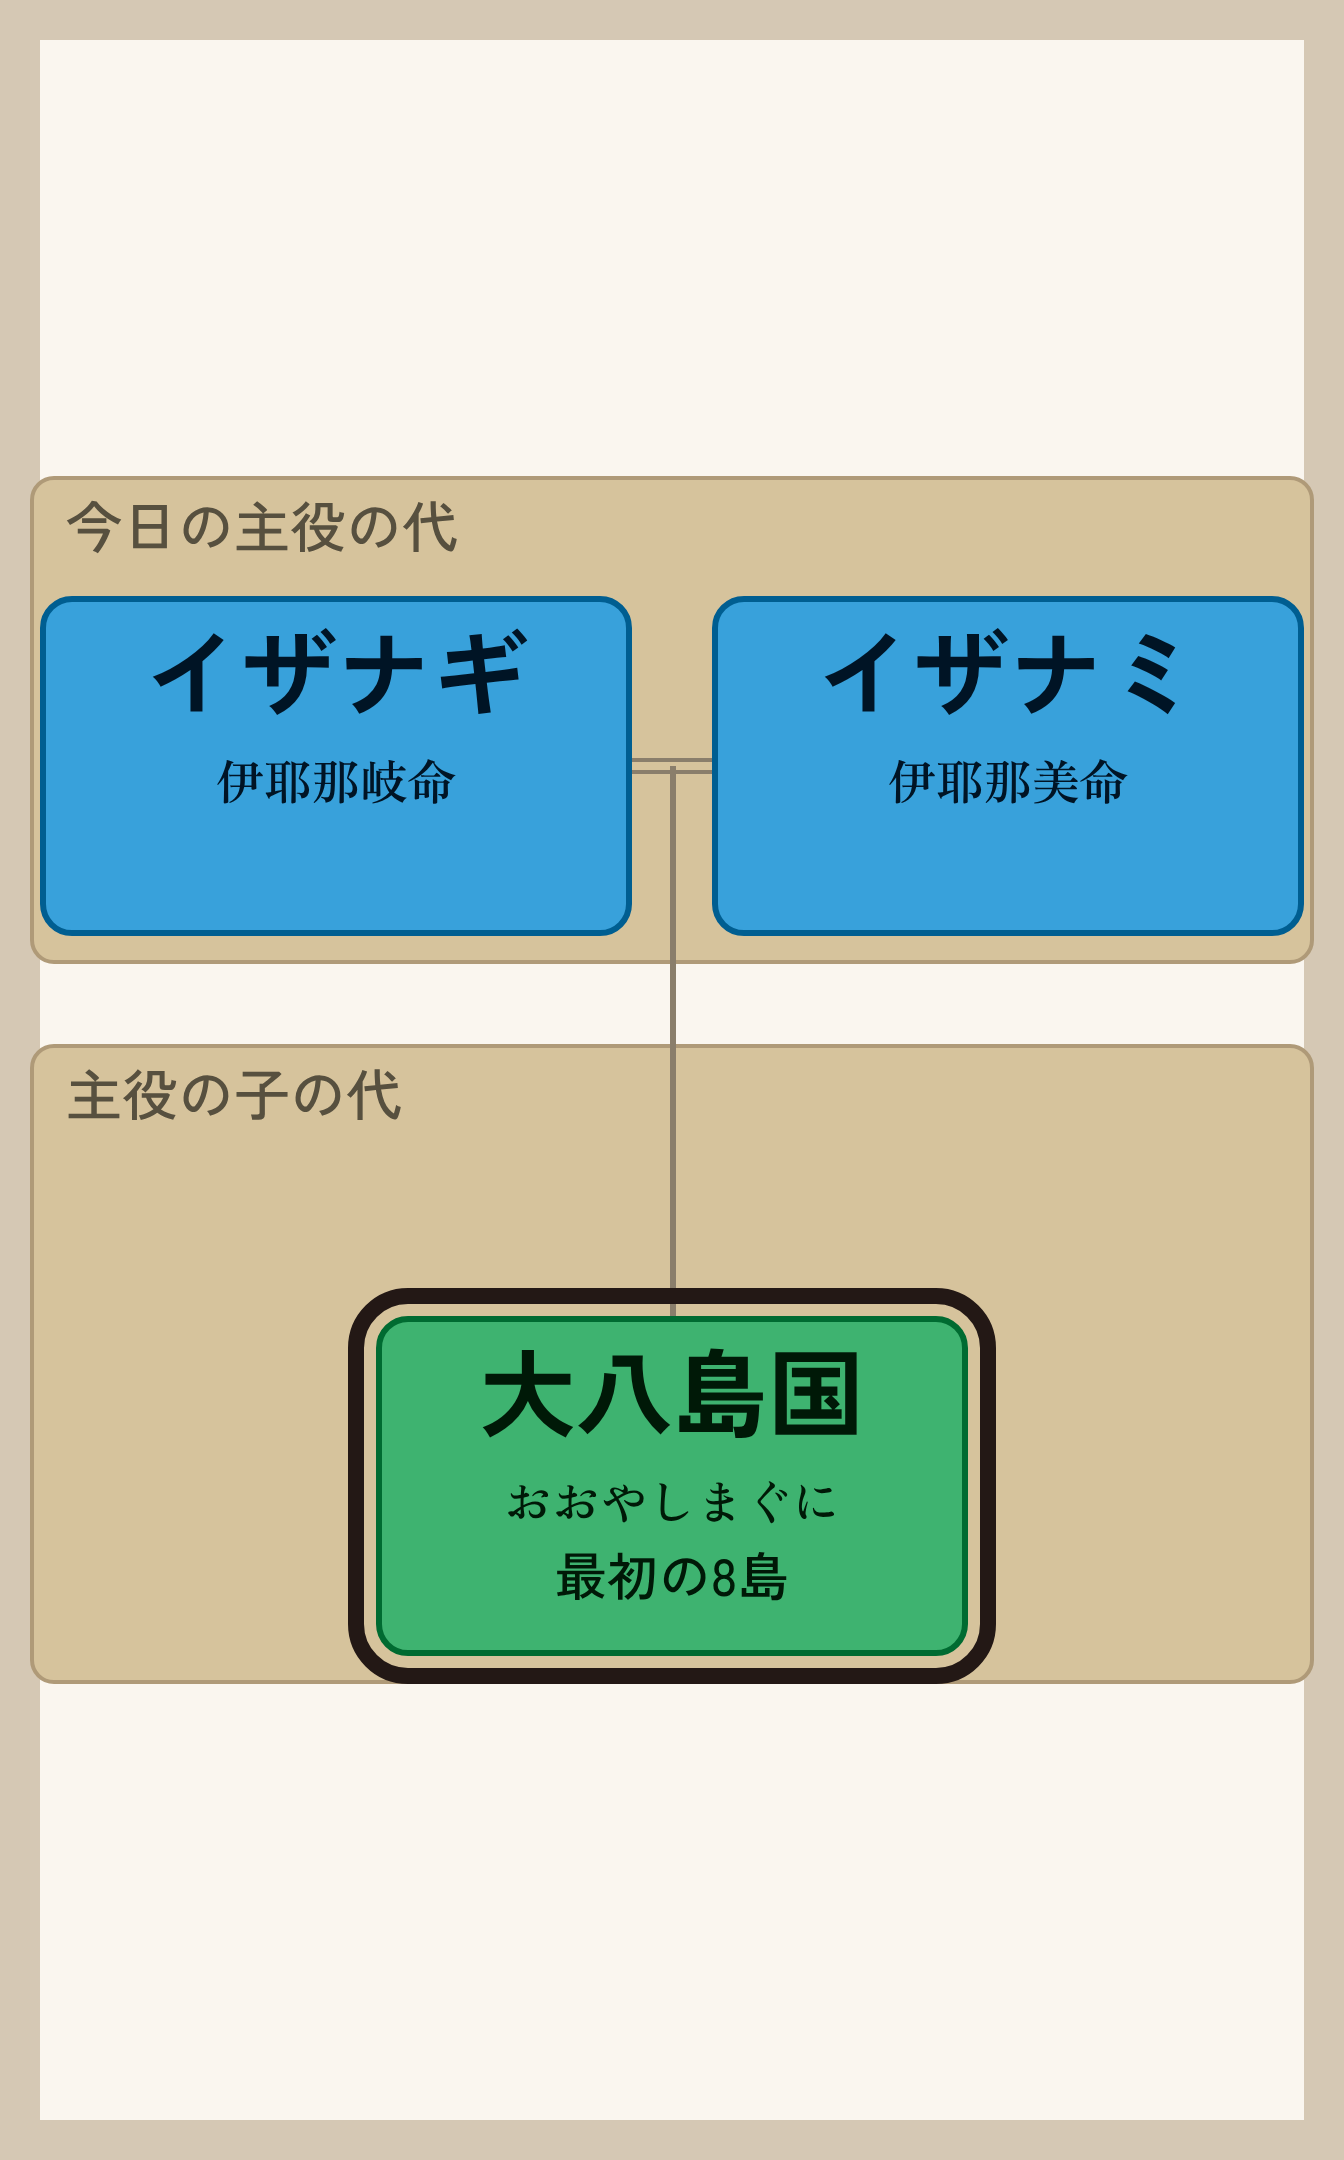 今日の主役の代
イザナギ
伊耶那岐命
イザナミ
伊耶那美命
主役の子の代
大八島国
おおやしまぐに
最初の8島